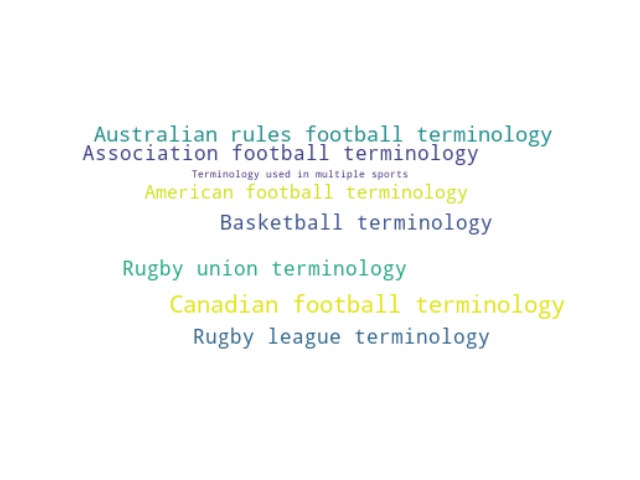 Australian rules football terminology
Association football terminology
Terminology used in multiple sports
American football terminology
Basketball terminology
Rugby union terminology
Canadian football terminology
Rugby league terminology